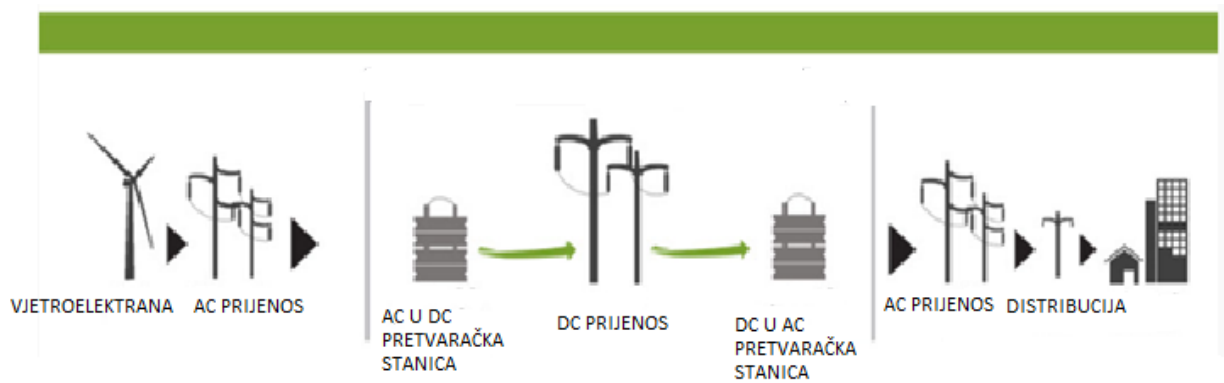 VJETROELEKTRANA
AC PRIJENOS
AC U DC
PRETVARAČKA
STANICA
DC PRIJENOS
DC U AC
PRETVARAČKA
STANICA
AC PRIJENOS
DISTRIBUCIJA